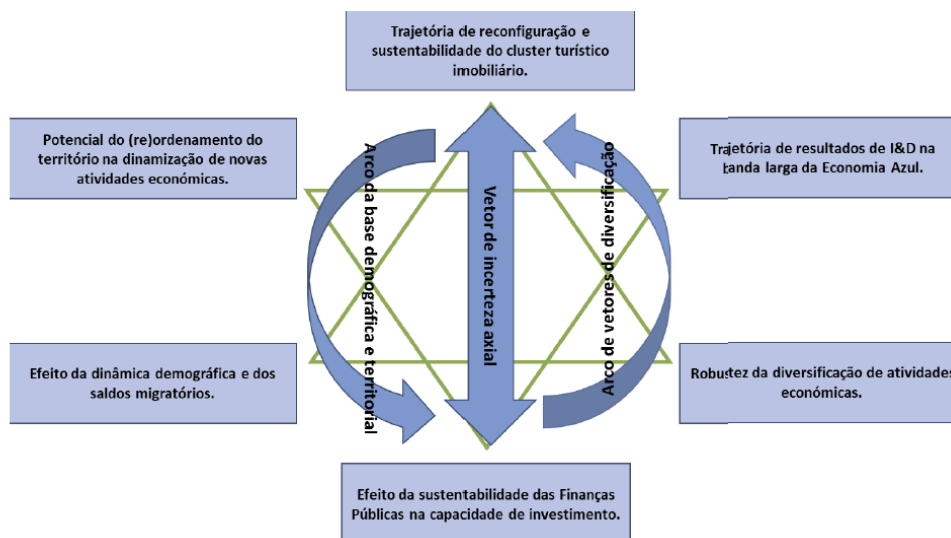 Trajetória de reconfiguração e
sustentabilidade do cluster turístico
imobiliário.
Potencial do (re)ordenamento do
território na dinamização de novas
atividades económicas.
Trajetória de resultados de I&D na
banda larga da Economia Azul.
Arco da base demográfica e territorial
Vetor de incerteza axial
Arco de vetores de diversificação
Efeito da dinâmica demográfica e dos
saldos migratórios.
Robustez da diversificação de atividades
económicas.
Efeito da sustentabilidade das Finanças
Públicas na capacidade de investimento.